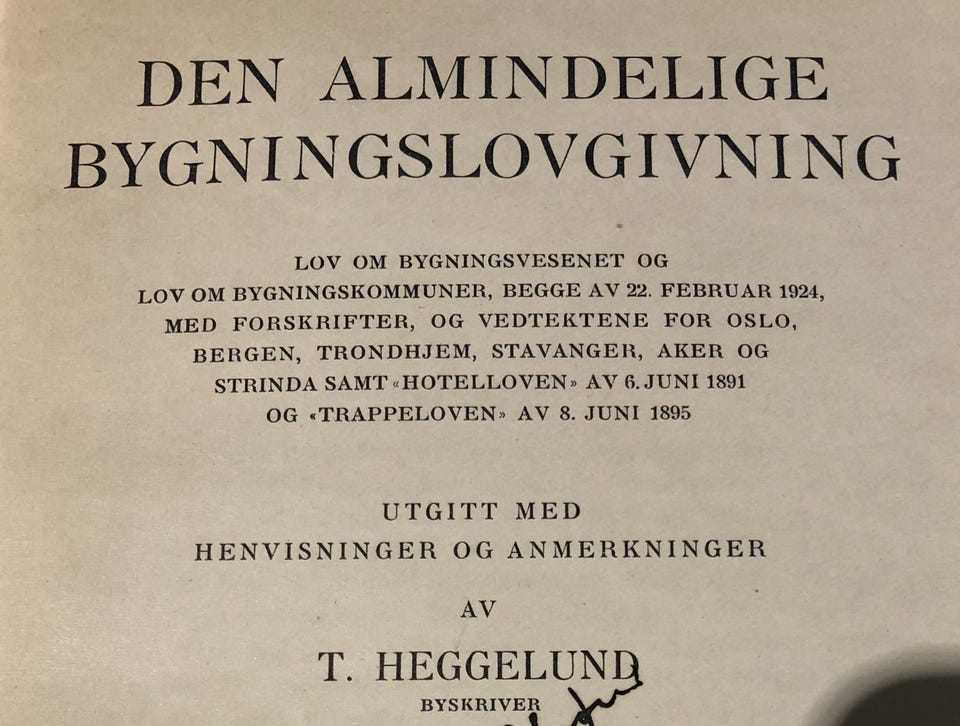 DEN ALMINDELIGE
BYGNINGSLOVGIVNING
LOV OM BYGNINGSVESENET OG
LOV OM BYGNINGSKOMMUNER, BEGGE AV 22. FEBRUAR 1924,
MED FORSKRIFTER, OG VEDTEKTENE FOR OSLO,
BERGEN, TRONDHJEM, STAVANGER, AKER OG
STRINDA SAMT «HOTELLOVEN» AV 6. JUNI 1891
OG «TRAPPELOVEN» AV 8. JUNI 1895
UTGITT MED
HENVISNINGER OG ANMERKNINGER
AV
T. HEGGELUND
BYSKRIVER